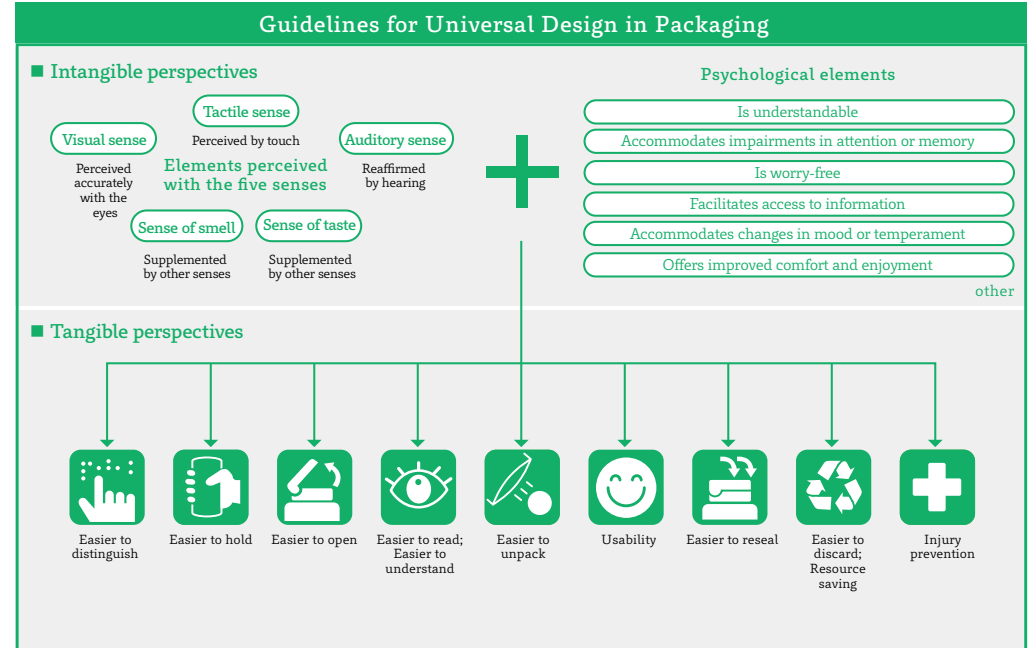 Guidelines for Universal Design in Packaging
■ Intangible perspectives
Tactile sense
Perceived by touch
Visual sense
Perceived
accurately
with the
eyes
Auditory sense
Reaffirmed
by hearing
Elements perceived
with the five senses
Sense of smell
Supplemented
by other senses
Sense of taste
Supplemented
by other senses
Psychological elements
Is understandable
Accommodates impairments in attention or memory
Is worry-free
Facilitates access to information
Accommodates changes in mood or temperament
Offers improved comfort and enjoyment
other
■ Tangible perspectives
Easier to
distinguish
Easier to hold
Easier to open
Easier to read;
Easier to
understand
Easier to
unpack
Usability
Easier to reseal
Easier to
discard;
Resource
saving
Injury
prevention